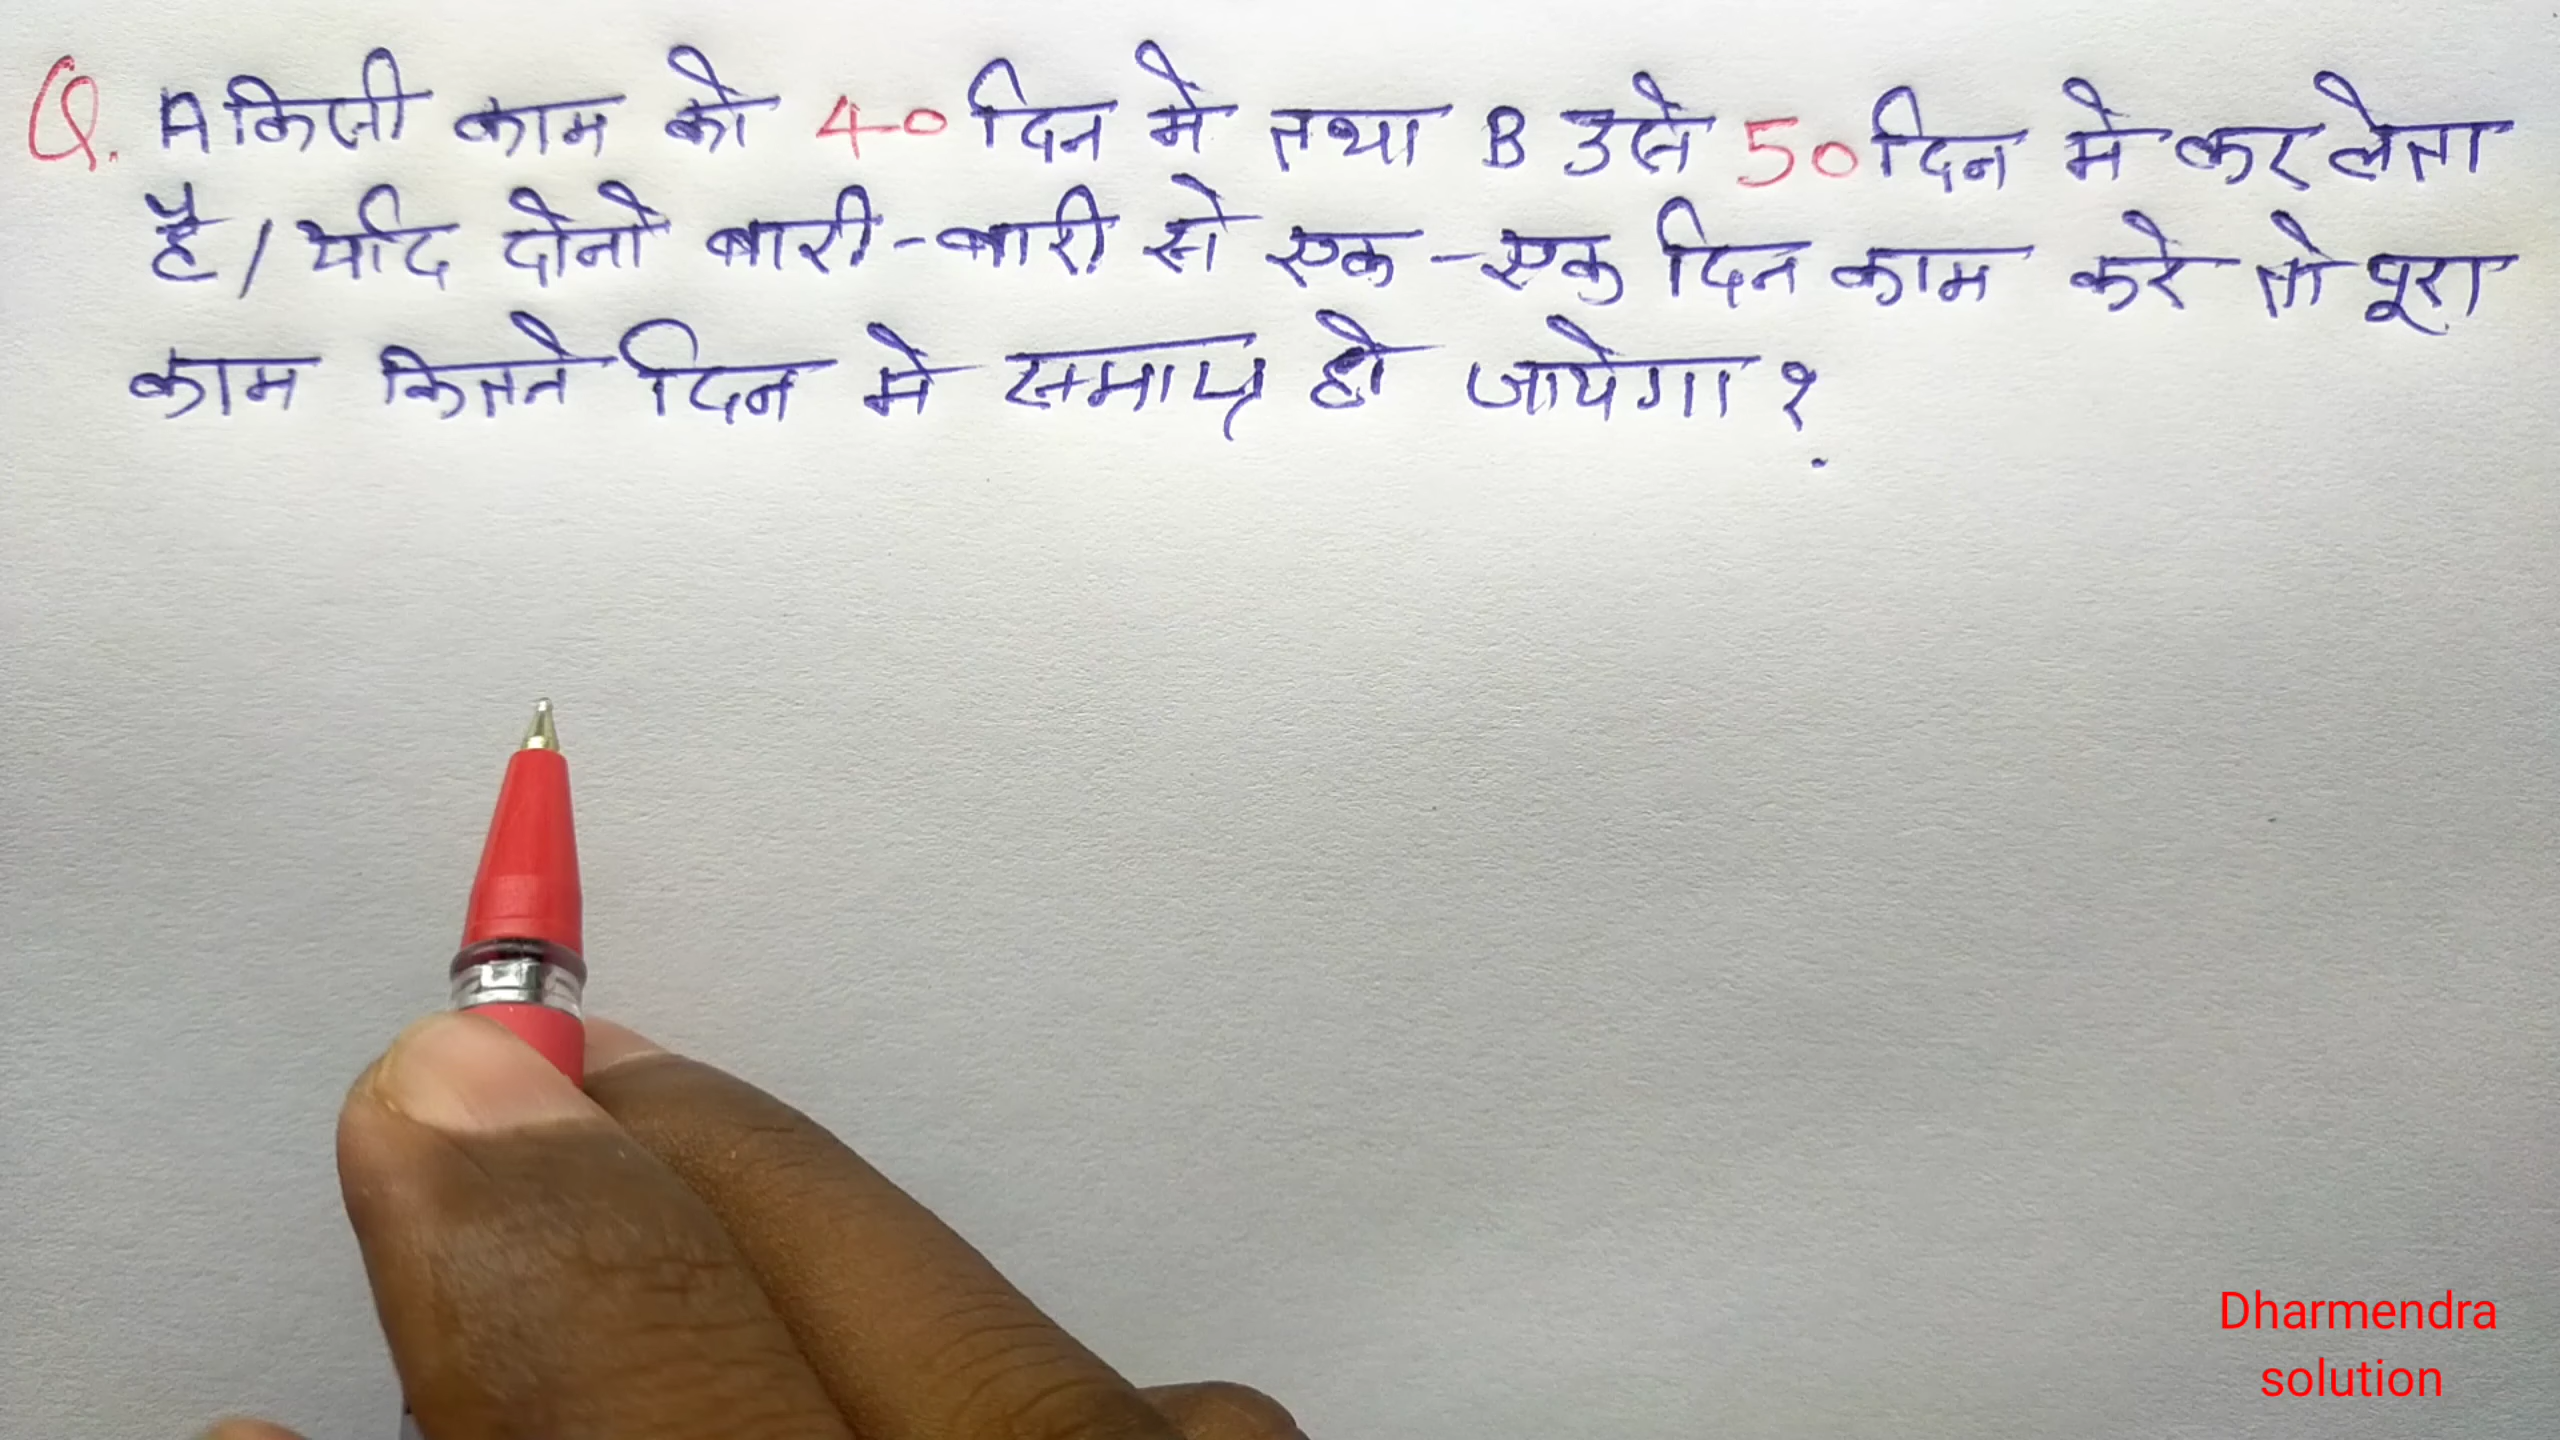 Q. A किसी काम को 40 दिन मे तथा B उसे 50 दिन मे कर लेता
है / यदि दोनो बारी-बारी से एक-एक दिन काम करे तो पूरा
काम कितने दिन मे समाप्त हो जायेगा ?
Dharmendra
solution